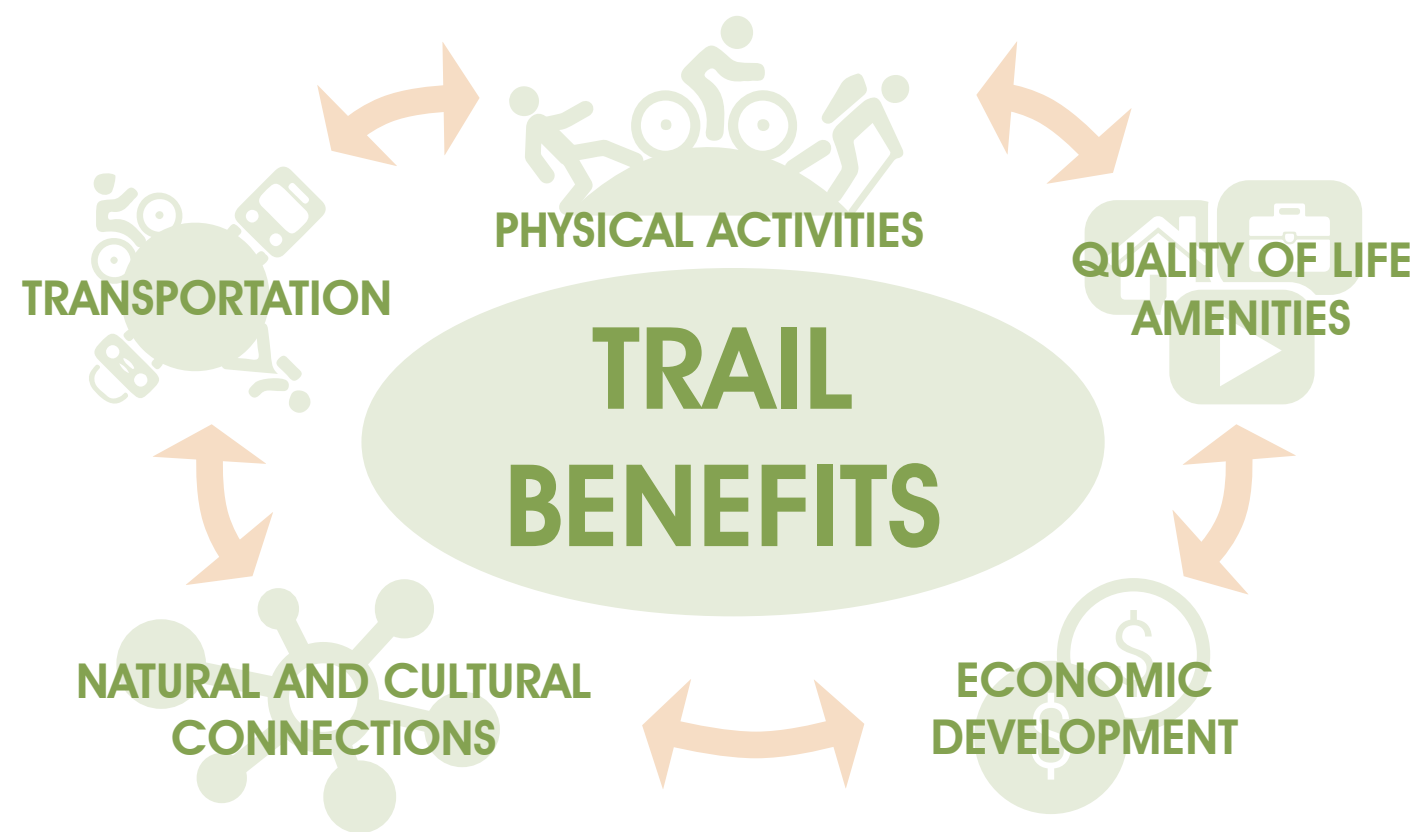 PHYSICAL ACTIVITIES
QUALITY OF LIFE
AMENITIES
TRANSPORTATION
TRAIL
BENEFITS
NATURAL AND CULTURAL
CONNECTIONS
ECONOMIC
DEVELOPMENT
$
$